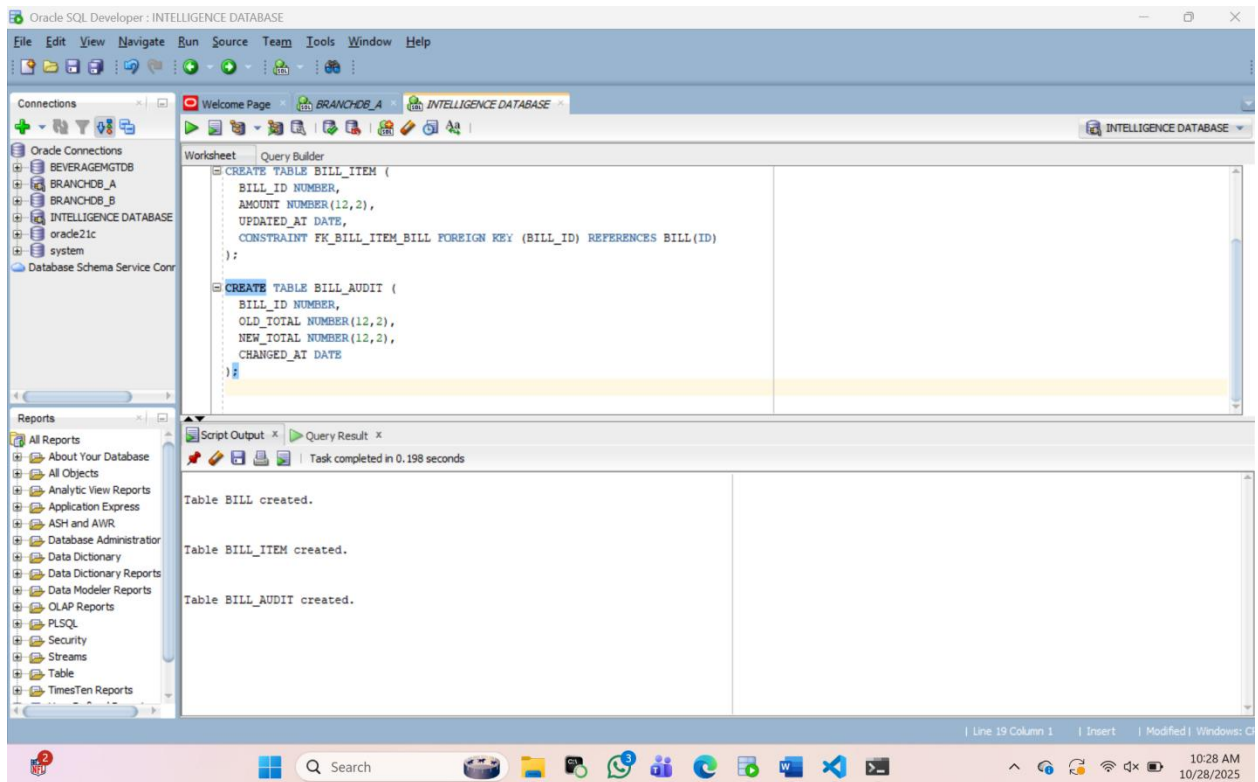 Oracle SQL Developer : INTELLIGENCE DATABASE
File Edit View Navigate Run Source Team Tools Window Help
Connections
Welcome Page
BRANCHDB_A
INTELLIGENCE DATABASE
INTELLIGENCE DATABASE
Oracle Connections
BEVERAGEMGTDB
BRANCHDB_A
BRANCHDB_B
INTELLIGENCE DATABASE
oracle21c
system
Database Schema Service Conr
Worksheet Query Builder
CREATE TABLE BILL_ITEM (
BILL_ID NUMBER,
AMOUNT NUMBER(12,2),
UPDATED_AT DATE,
CONSTRAINT FK_BILL_ITEM_BILL FOREIGN KEY (BILL_ID) REFERENCES BILL(ID)
);
CREATE TABLE BILL_AUDIT (
BILL_ID NUMBER,
OLD_TOTAL NUMBER(12,2),
NEW_TOTAL NUMBER(12,2),
CHANGED_AT DATE
);
Reports
All Reports
About Your Database
All Objects
Analytic View Reports
Application Express
ASH and AWR
Database Administration
Data Dictionary
Data Dictionary Reports
Data Modeler Reports
OLAP Reports
PLSQL
Security
Streams
Table
TimesTen Reports
Script Output x Query Result x
Task completed in 0.198 seconds
Table BILL created.
Table BILL_ITEM created.
Table BILL_AUDIT created.
Line 19 Column 1 | Insert | Modified | Windows: C
2
Search
3
10:28 AM
10/28/2025